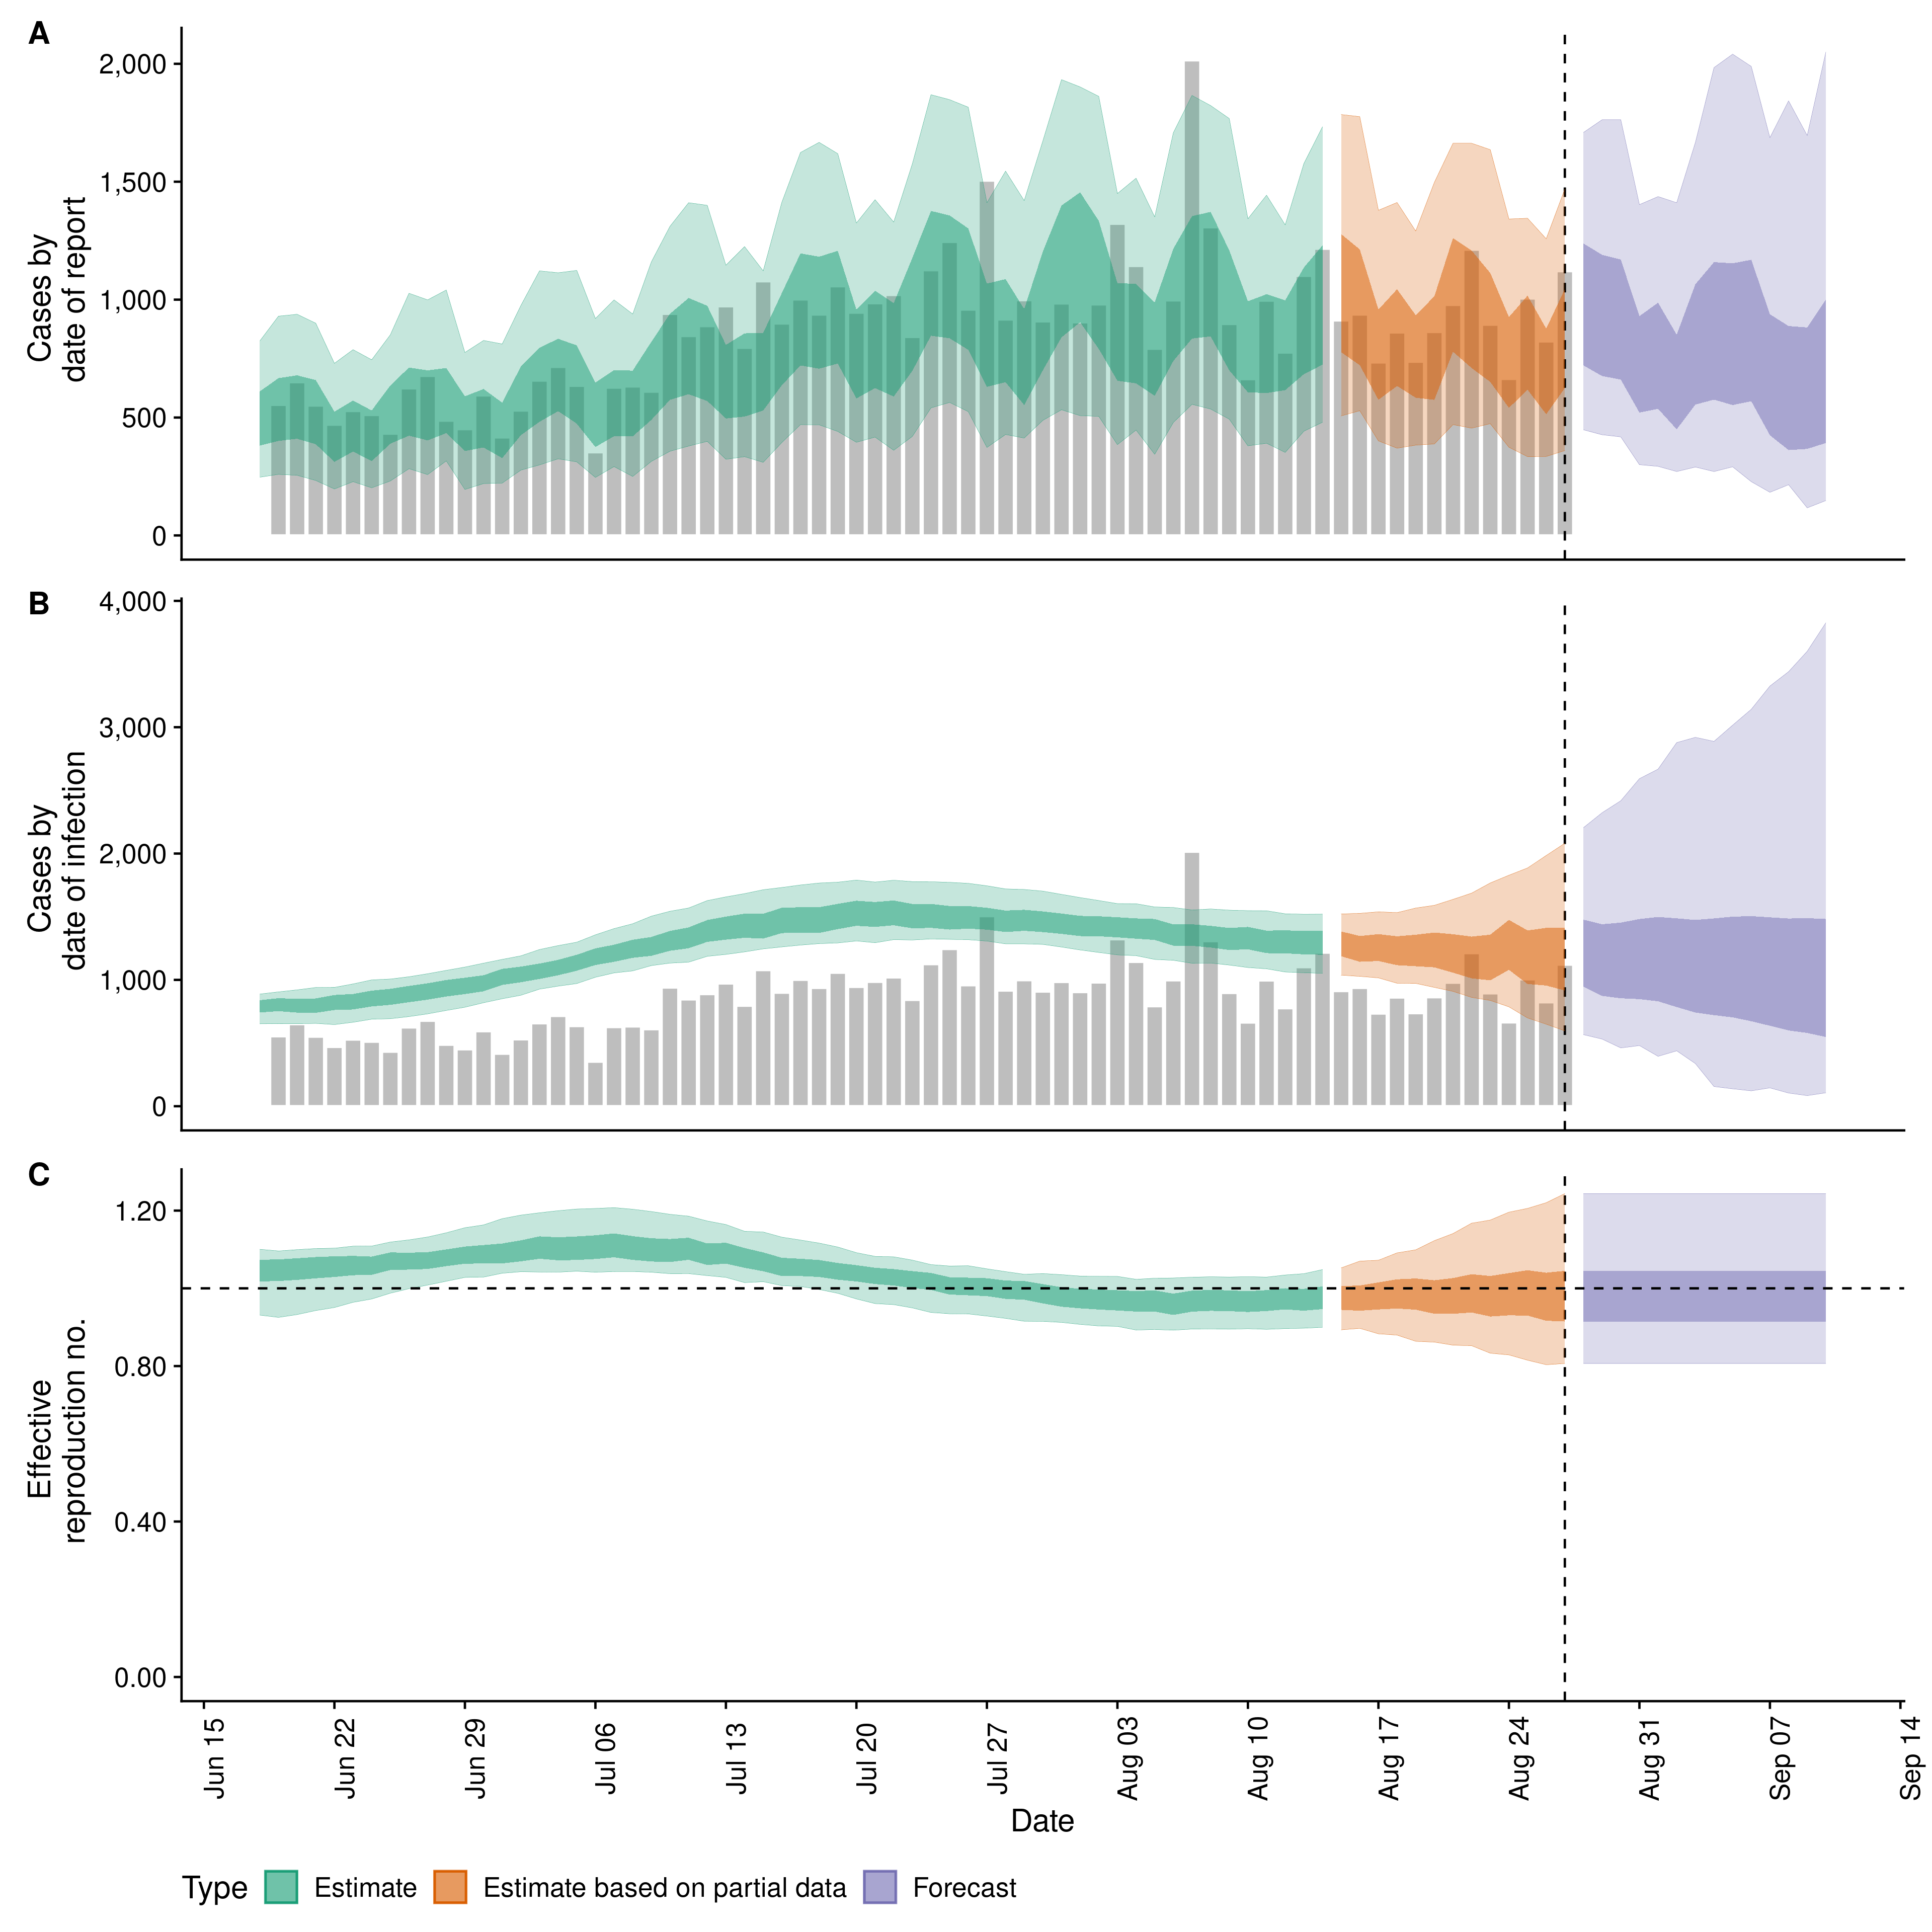 A
2,000
1,500
1,000
500
0
Cases by
date of report
B
4,000
3,000
2,000
1,000
0
Cases by
date of infection
C
1.20
0.80
0.40
0.00
Effective
reproduction no.
Jun 15
Jun 22
Jun 29
Jul 06
Jul 13
Jul 20
Jul 27
Aug 03
Aug 10
Aug 17
Aug 24
Aug 31
Sep 07
Sep 14
Date
Type Estimate Estimate based on partial data Forecast